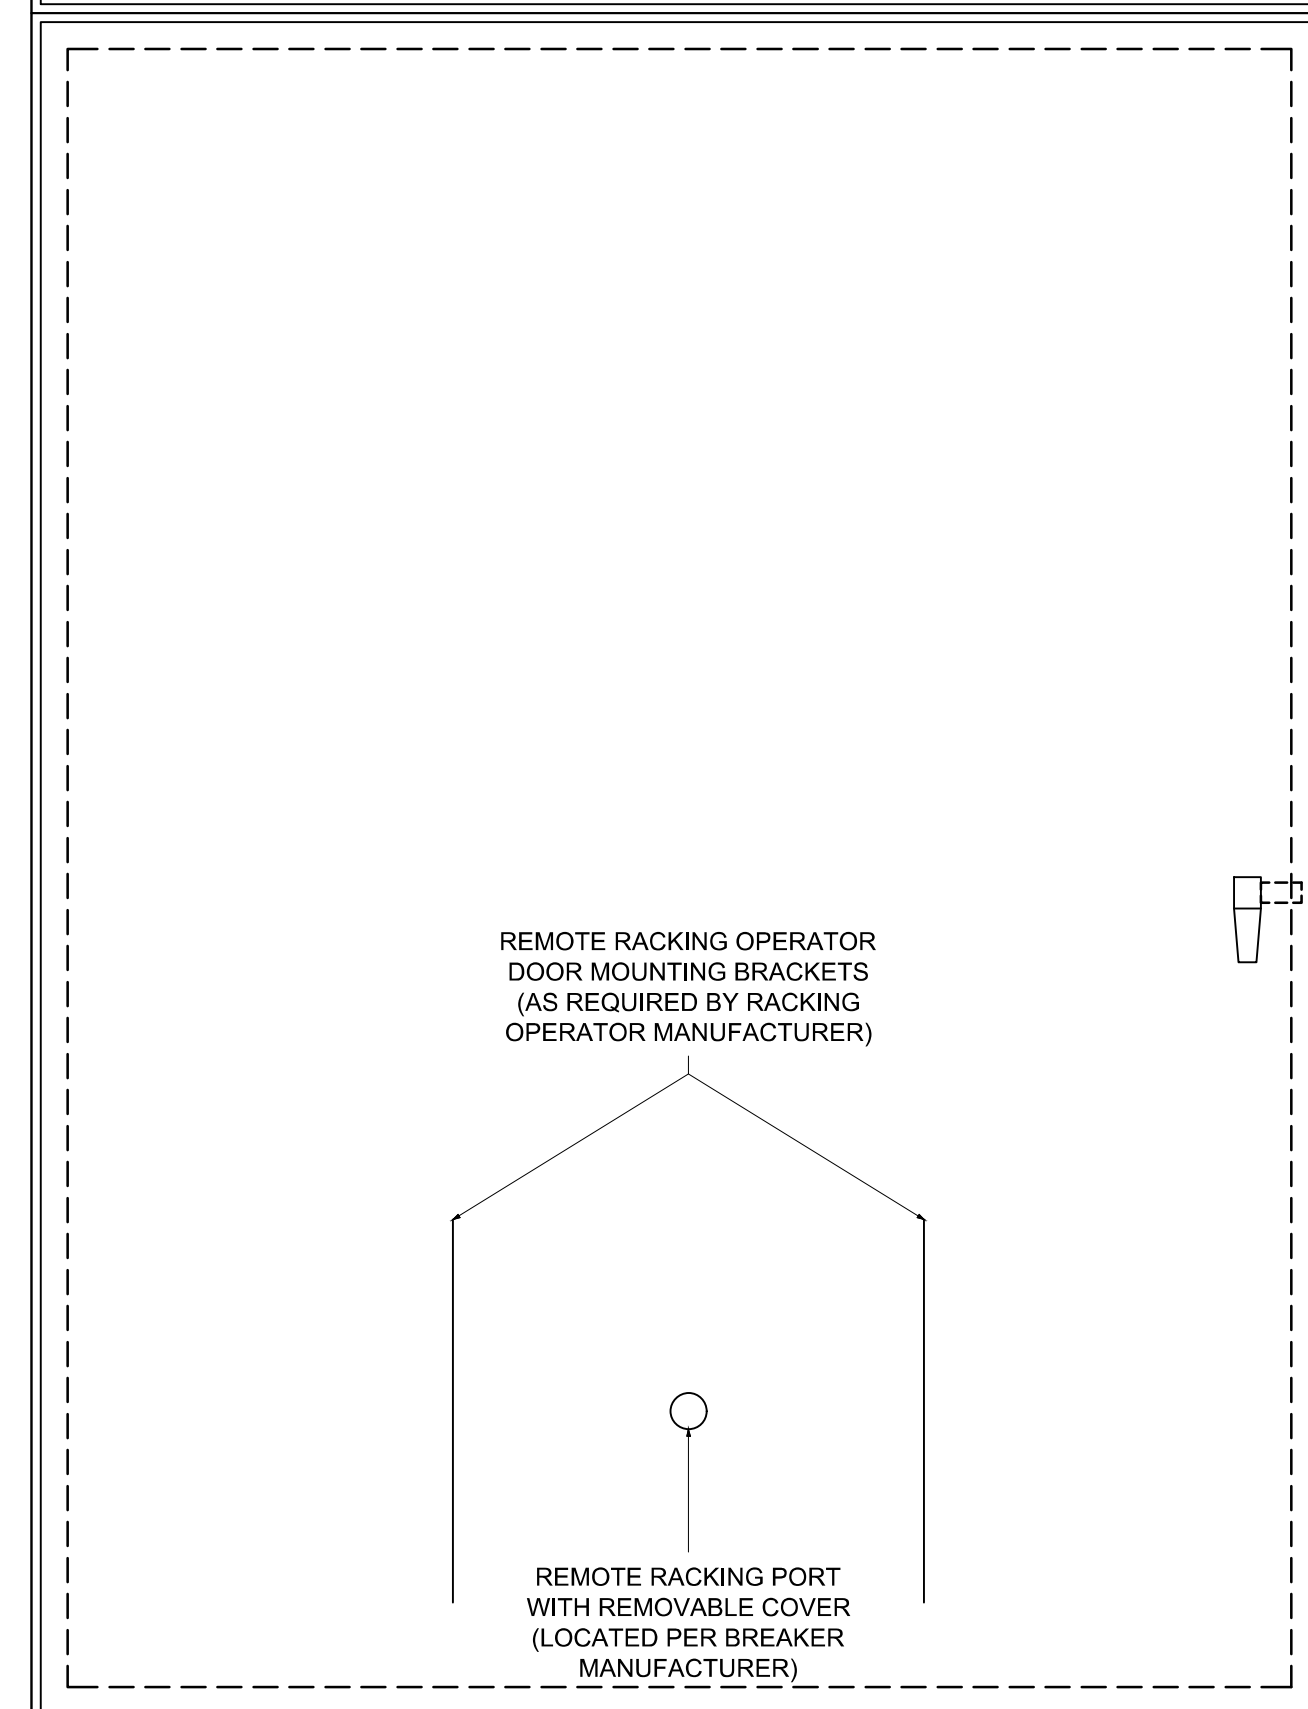 REMOTE RACKING OPERATOR
DOOR MOUNTING BRACKETS
(AS REQUIRED BY RACKING
OPERATOR MANUFACTURER)
REMOTE RACKING PORT
WITH REMOVABLE COVER
(LOCATED PER BREAKER
MANUFACTURER)